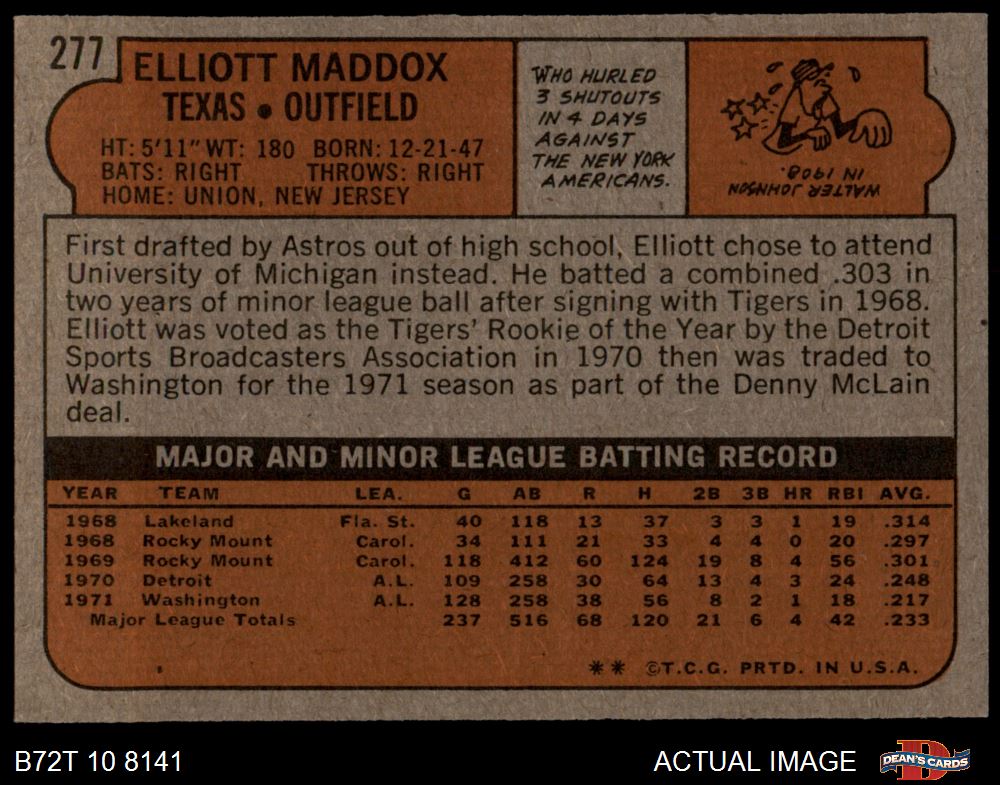 277
ELLIOTT MADDOX
TEXAS • OUTFIELD
HT: 5'11" WT: 180 BORN: 12-21-47
BATS: RIGHT THROWS: RIGHT
HOME: UNION, NEW JERSEY
WHO HURLED
3 SHUTOUTS
IN 4 DAYS
AGAINST
THE NEW YORK
AMERICANS.
WALTER JOHNSON
IN 1908.
First drafted by Astros out of high school, Elliott chose to attend
University of Michigan instead. He batted a combined .303 in
two years of minor league ball after signing with Tigers in 1968.
Elliott was voted as the Tigers' Rookie of the Year by the Detroit
Sports Broadcasters Association in 1970 then was traded to
Washington for the 1971 season as part of the Denny McLain
deal.
MAJOR AND MINOR LEAGUE BATTING RECORD
YEAR TEAM LEA. G AB R H 2B 3B HR RBI AVG.
1968 Lakeland Fla. St. 40 118 13 37 3 3 1 19 .314
1968 Rocky Mount Carol. 34 111 21 33 4 4 0 20 .297
1969 Rocky Mount Carol. 118 412 60 124 19 8 4 56 .301
1970 Detroit A.L. 109 258 30 64 13 4 3 24 .248
1971 Washington A.L. 128 258 38 56 8 2 1 18 .217
Major League Totals 237 516 68 120 21 6 4 42 .233
** ©T.C.G. PRTD. IN U.S.A.
B72T 10 8141 ACTUAL IMAGE DEAN'S CARDS